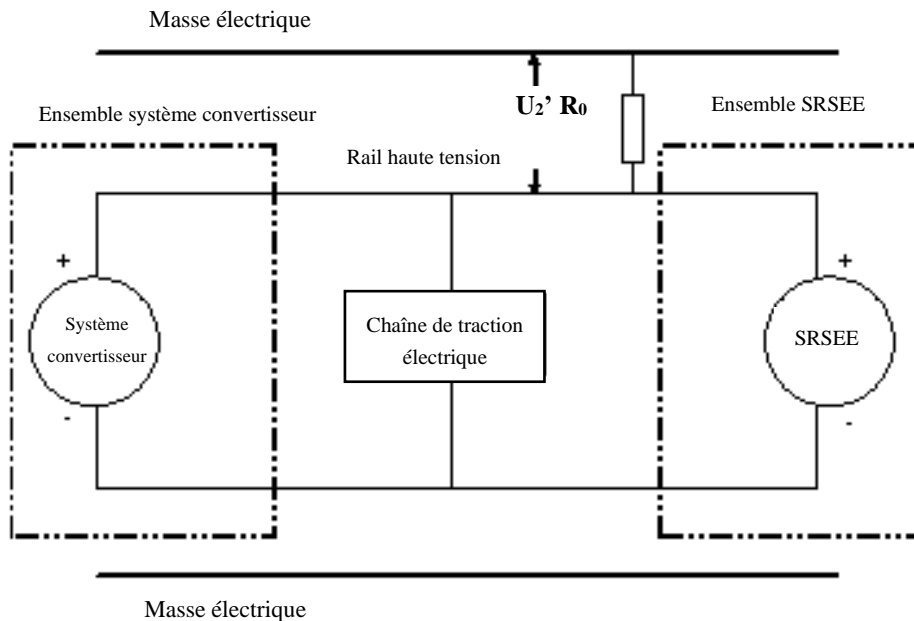 Masse électrique
U2’ R0
Ensemble système convertisseur
Ensemble SRSEE
Rail haute tension
+
+
Système
convertisseur
Chaîne de traction
électrique
SRSEE
-
-
Masse électrique